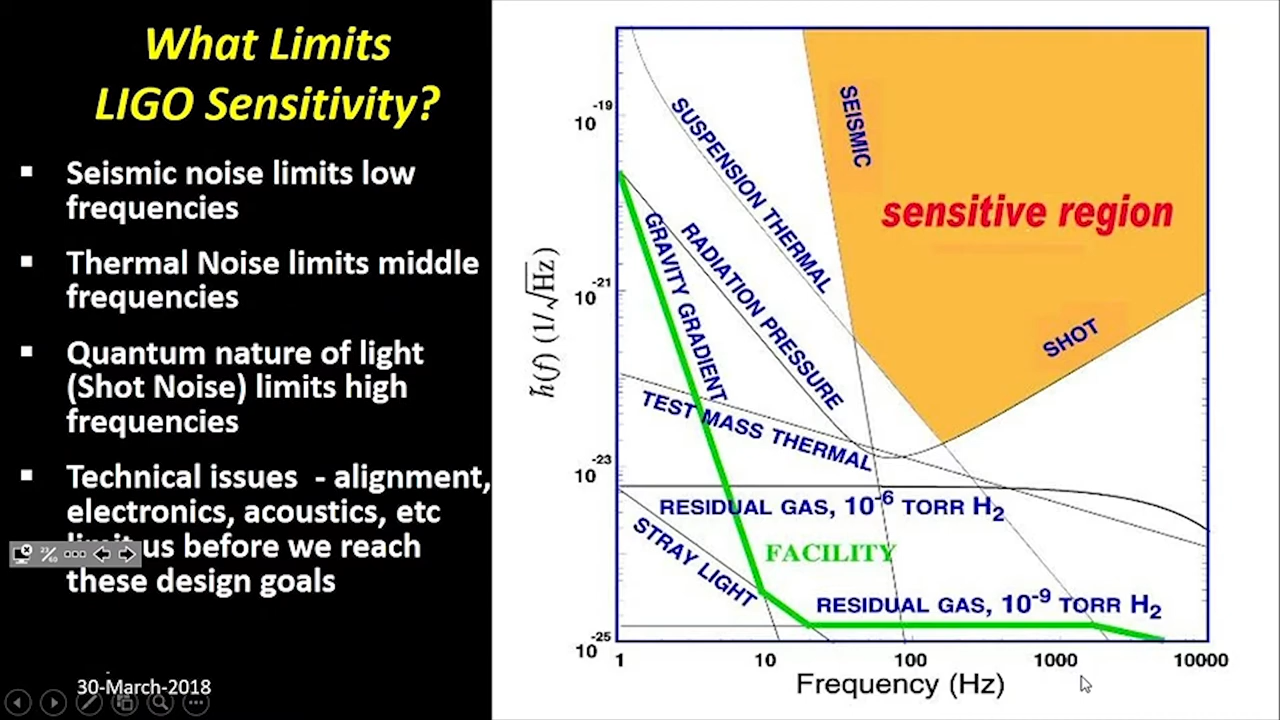 What Limits
LIGO Sensitivity?
Seismic noise limits low
frequencies
Thermal Noise limits middle
frequencies
Quantum nature of light
(Shot Noise) limits high
frequencies
Technical issues - alignment,
electronics, acoustics, etc
limit us before we reach
these design goals
30-March-2018
h(f) (1/√Hz)
10^-19
10^-21
10^-23
10^-25
SEISMIC
SUSPENSION THERMAL
sensitive region
GRAVITY GRADIENT
RADIATION PRESSURE
SHOT
TEST MASS THERMAL
RESIDUAL GAS, 10^-6 TORR H2
STRAY LIGHT
FACILITY
RESIDUAL GAS, 10^-9 TORR H2
1 10 100 1000 10000
Frequency (Hz)